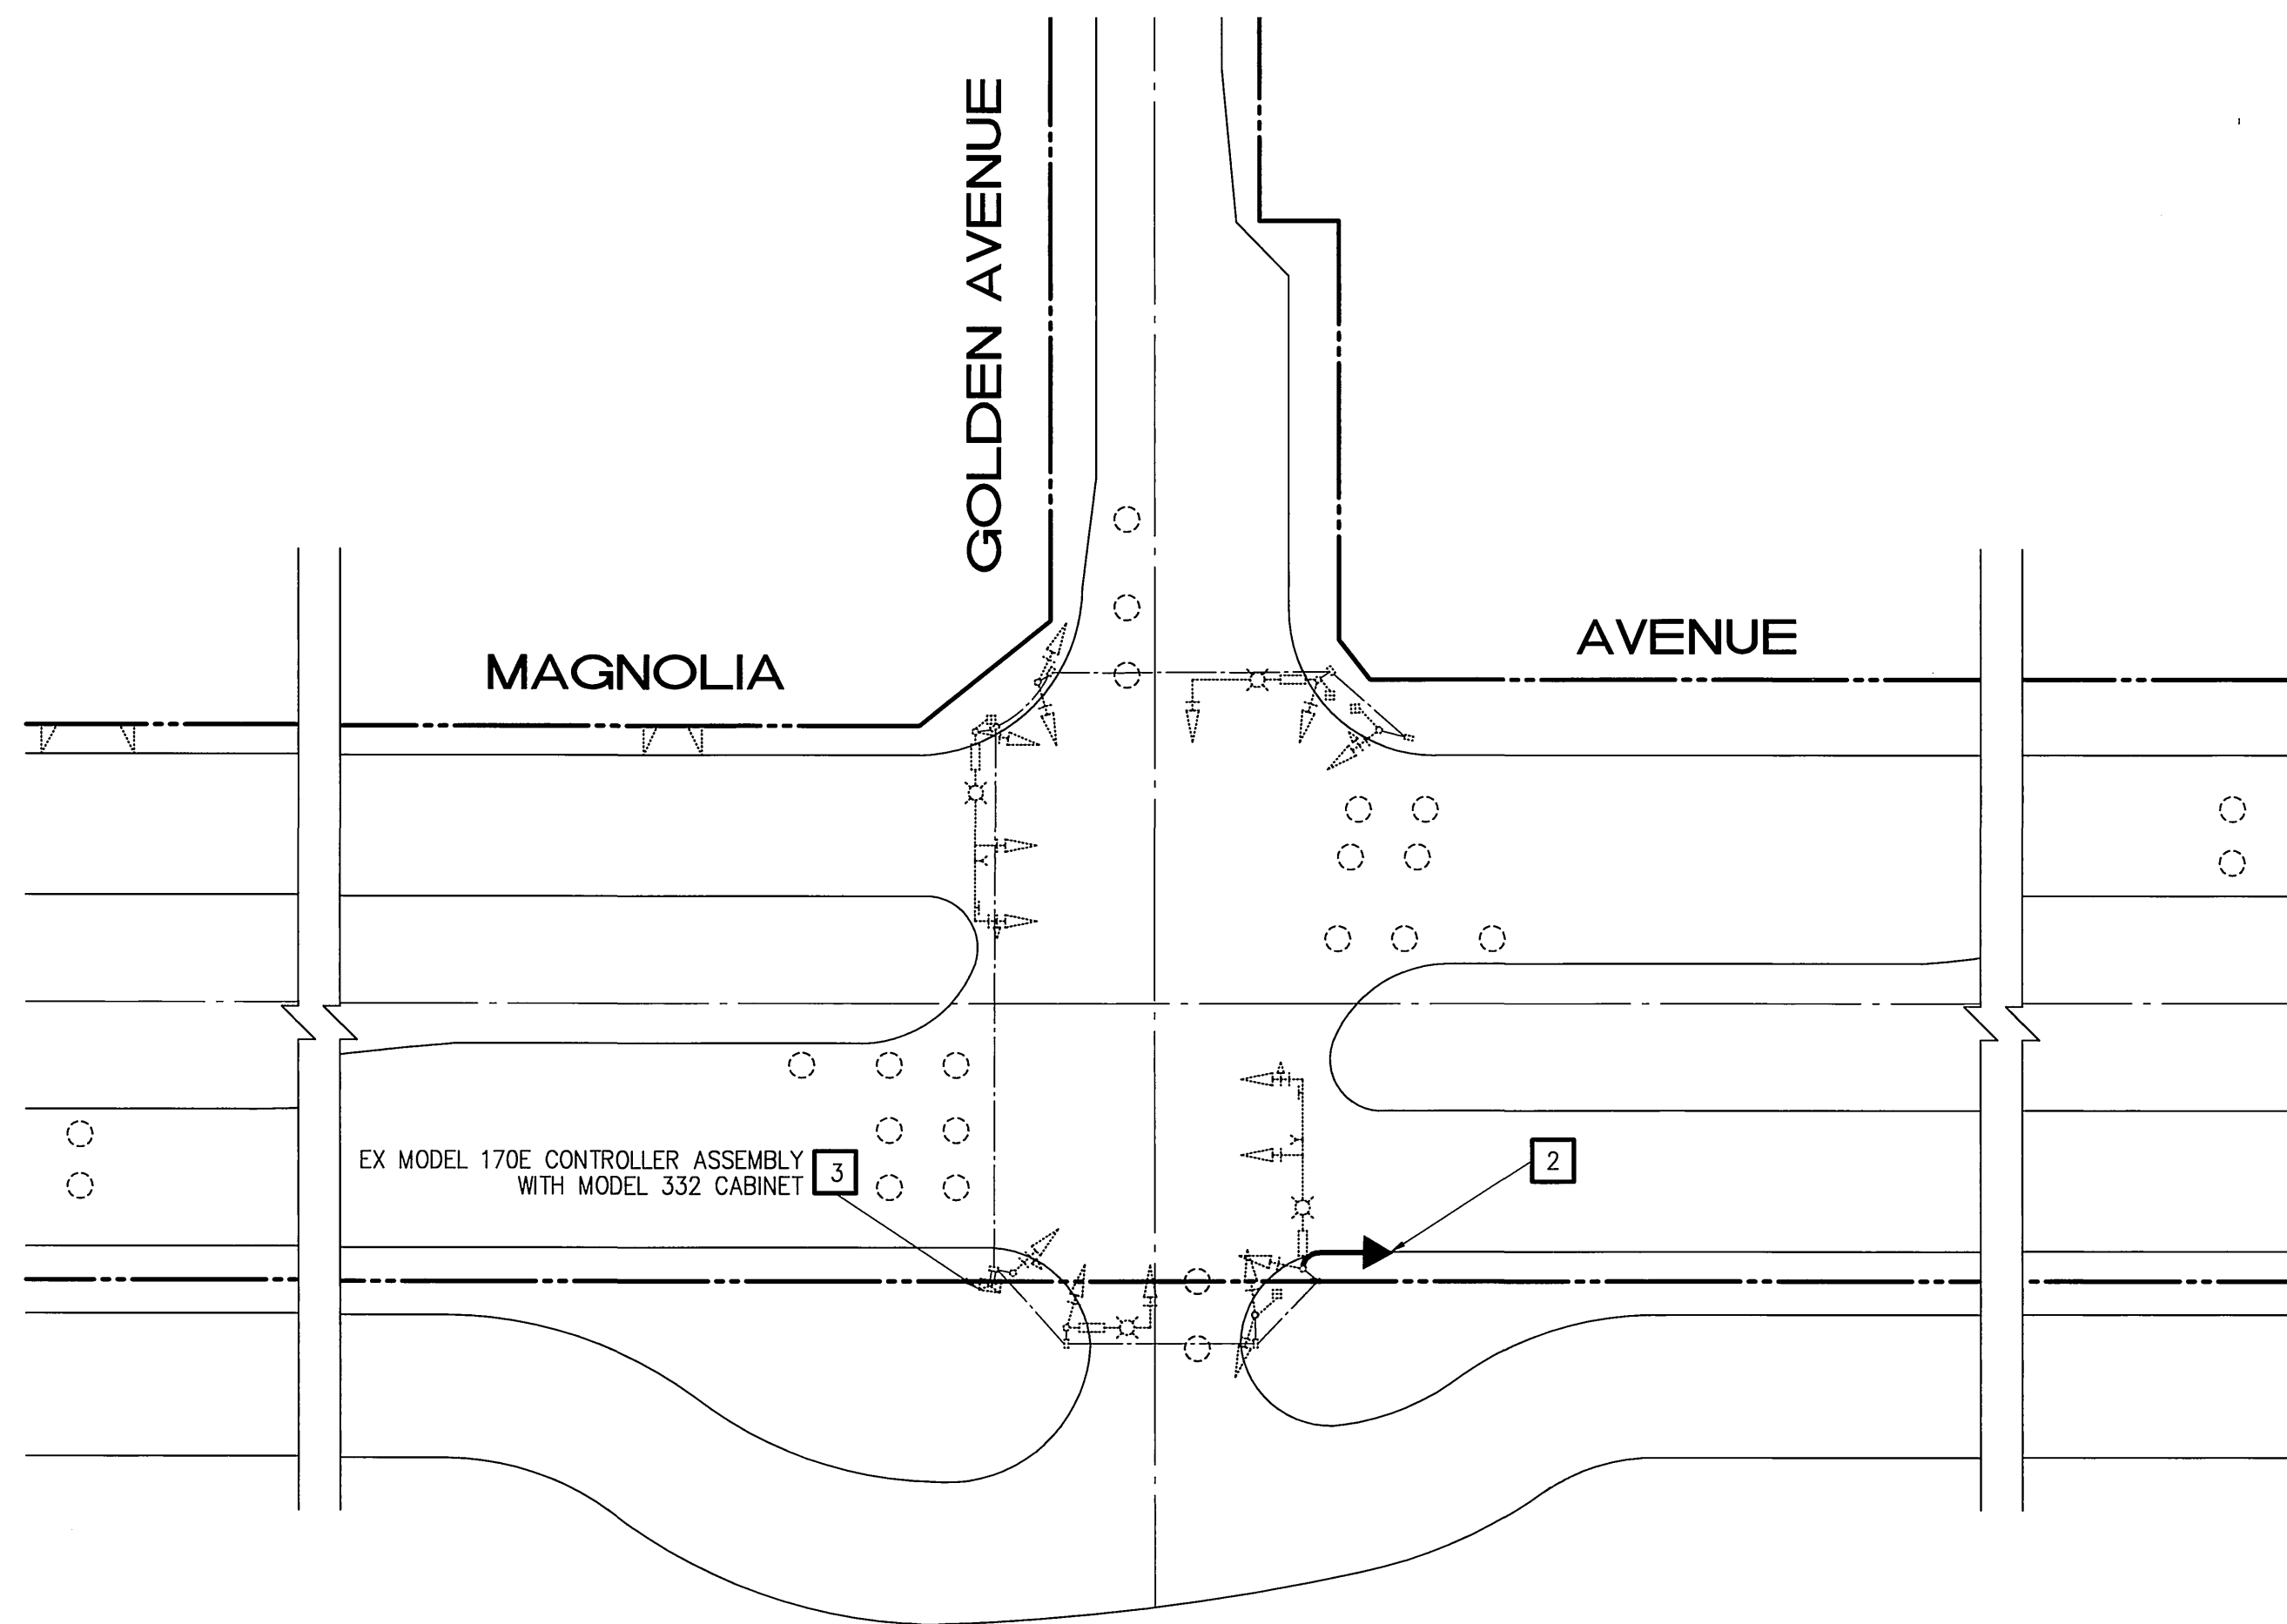 GOLDEN AVENUE
MAGNOLIA
AVENUE
EX MODEL 170E CONTROLLER ASSEMBLY
WITH MODEL 332 CABINET
3
2